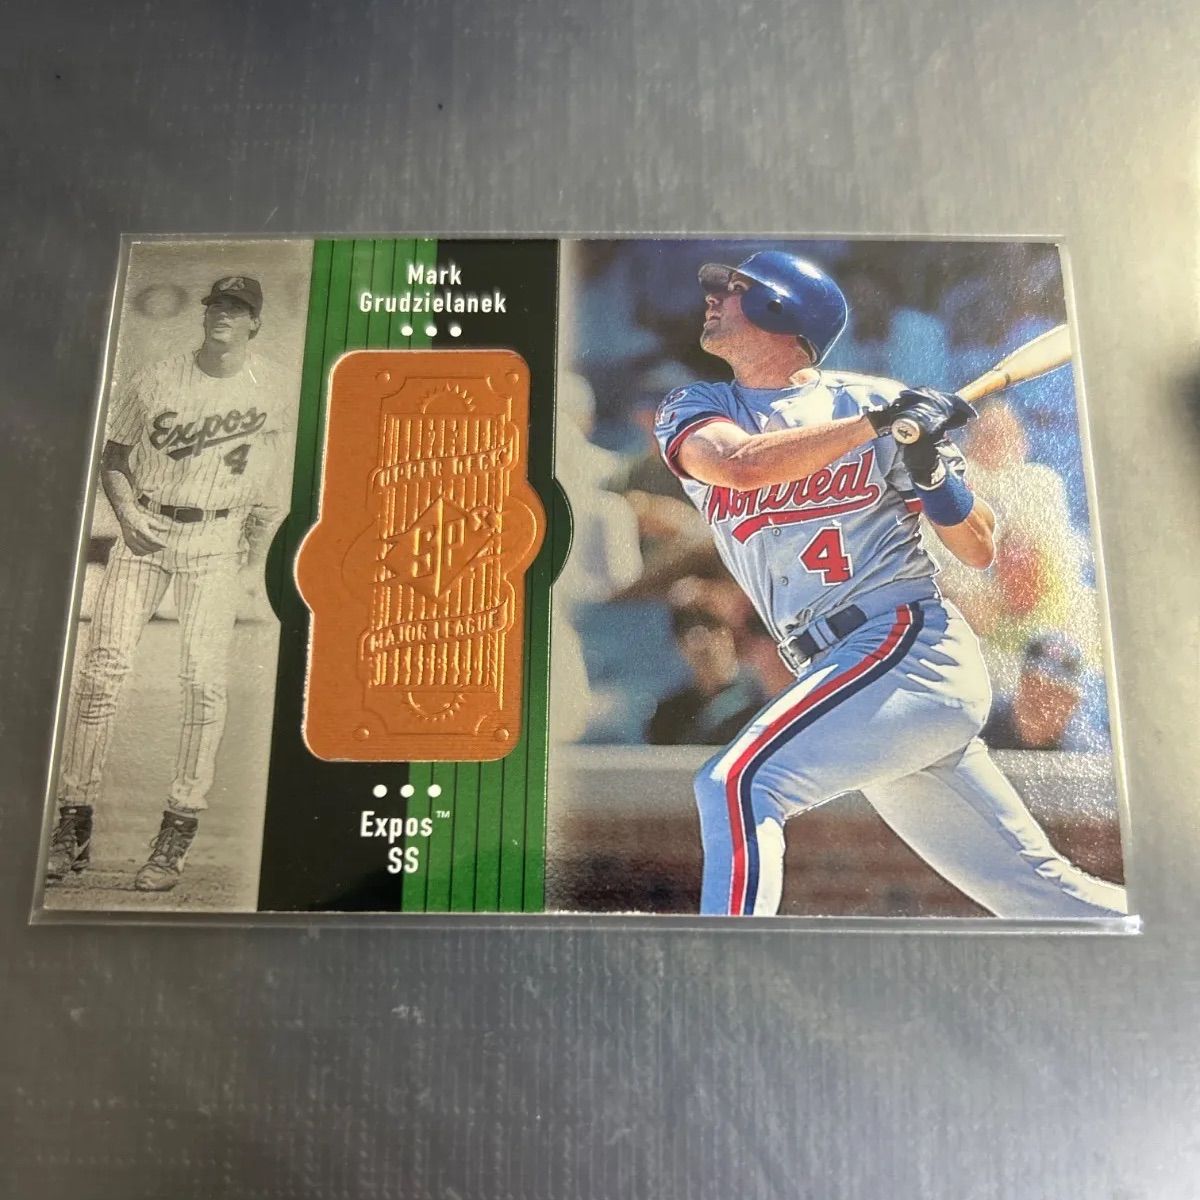 Mark
Grudzielanek
Expos
4
UPPER DECK
SPx
MAJOR LEAGUE
Montreal
4
Expos™
SS